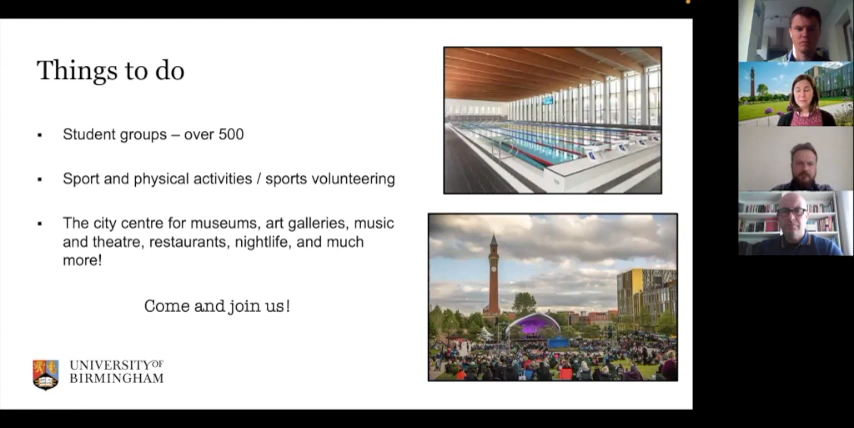 Things to do
▪ Student groups – over 500
▪ Sport and physical activities / sports volunteering
▪ The city centre for museums, art galleries, music
and theatre, restaurants, nightlife, and much
more!
Come and join us!
UNIVERSITY OF
BIRMINGHAM